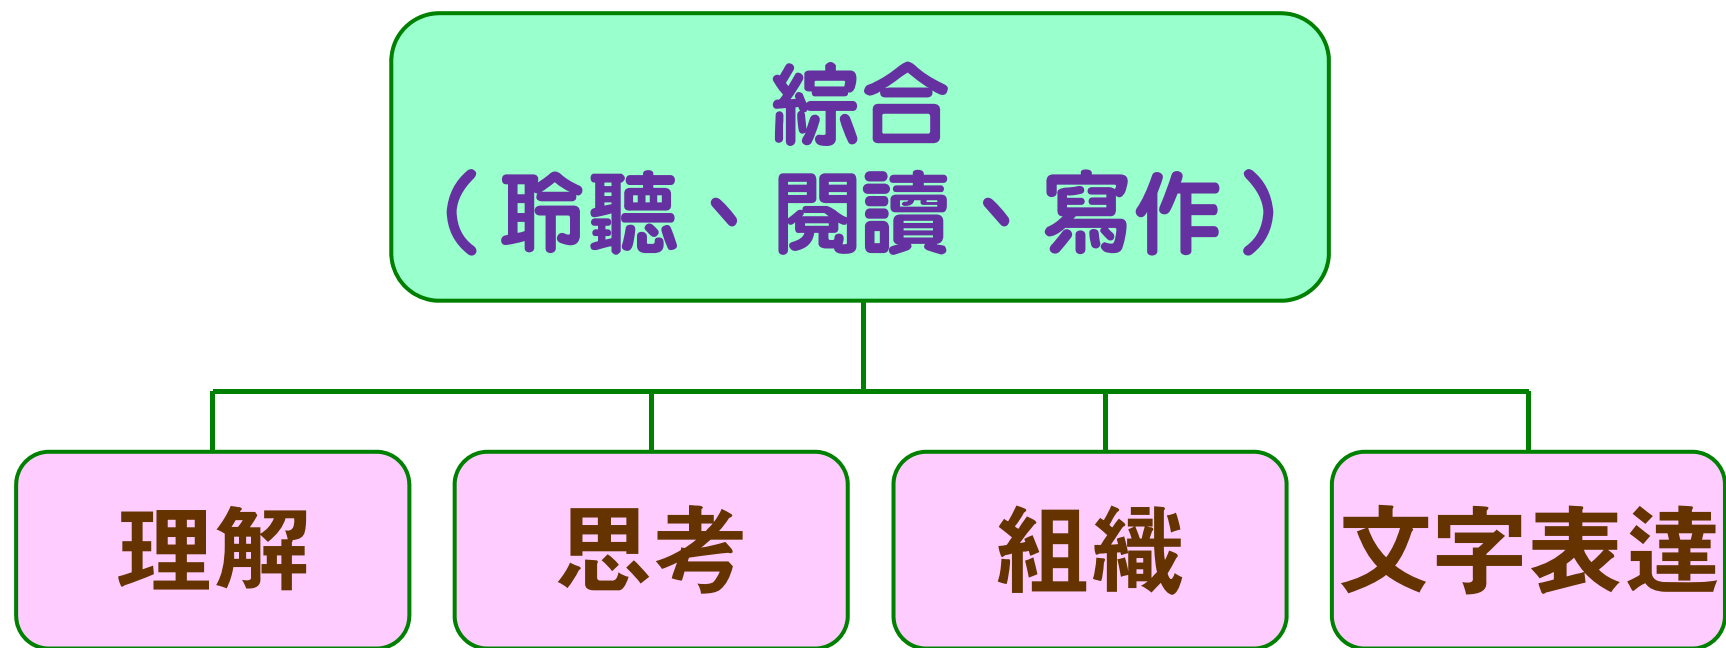 綜合
（聆聽、閱讀、寫作）
理解
思考
組織
文字表達